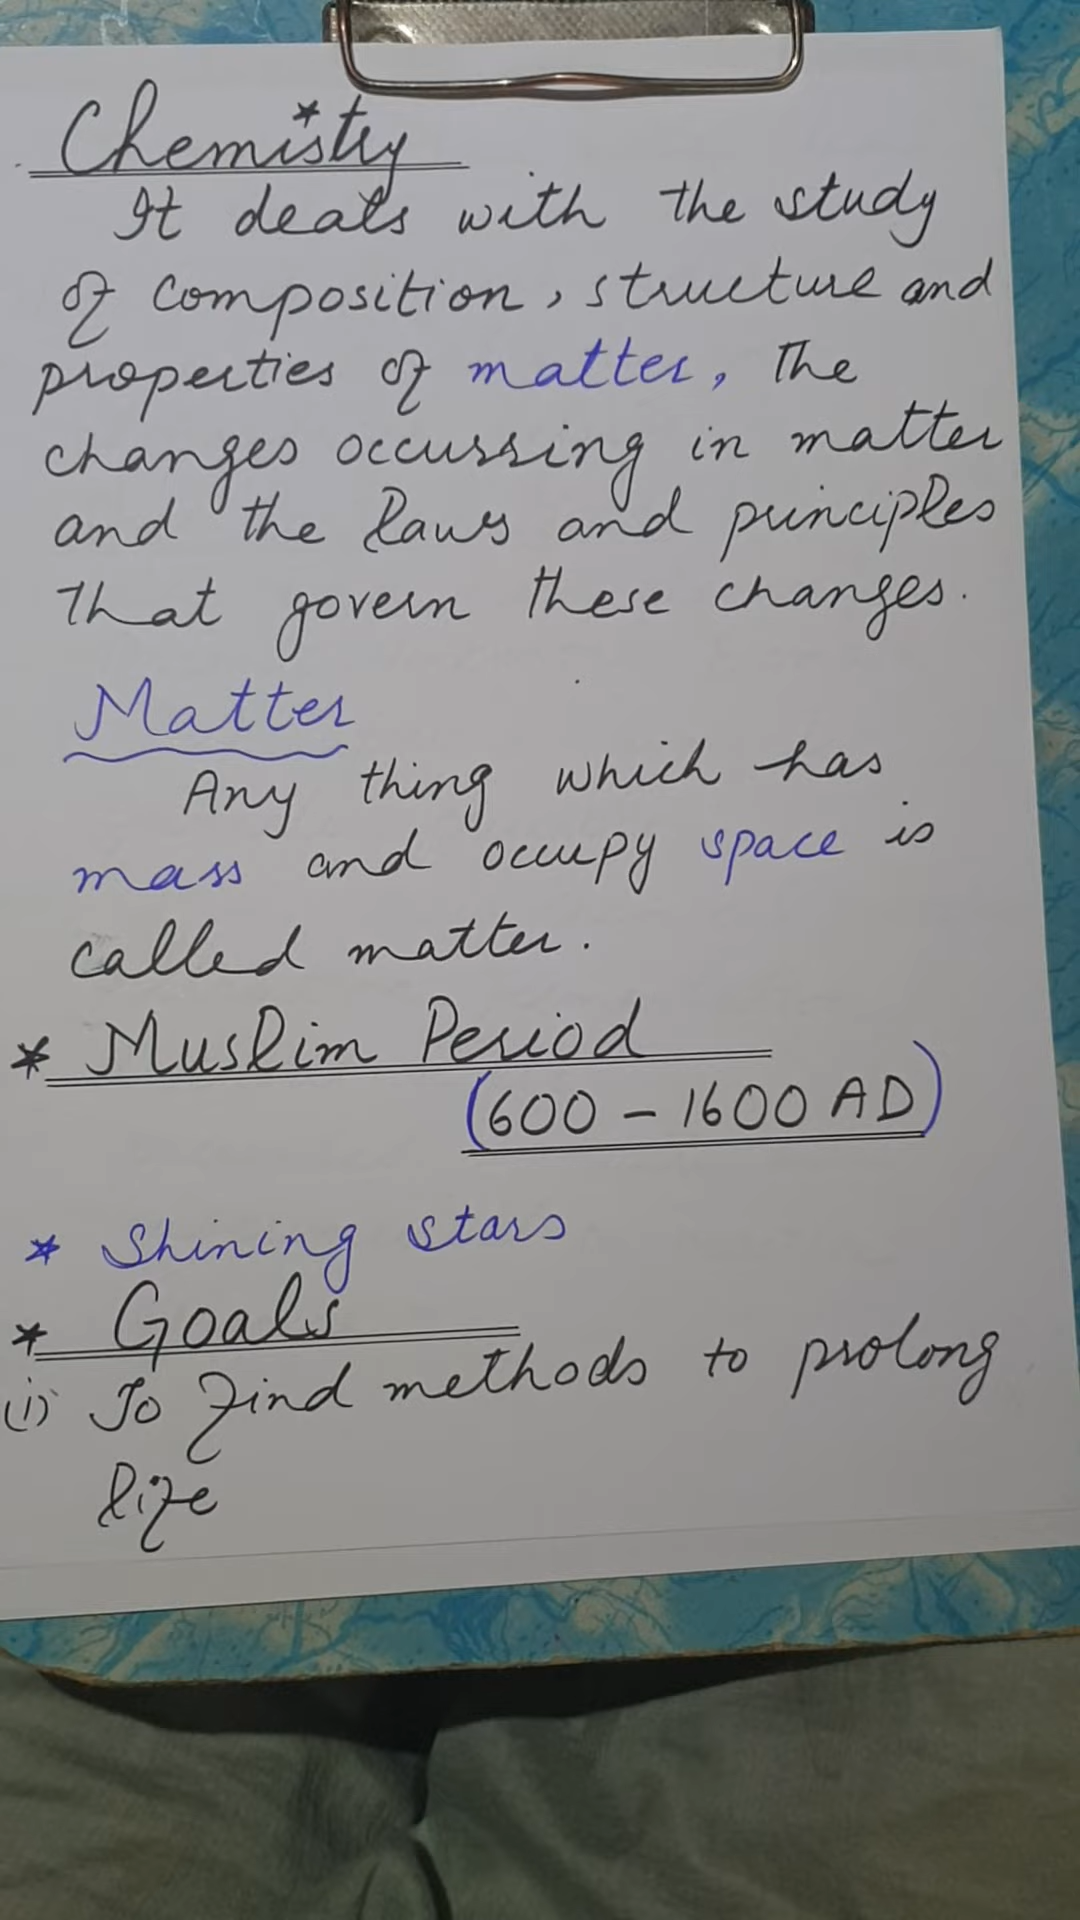 Chemistry
It deals with the study
of composition, structure and
properties of matter, The
changes occurring in matter
and the laws and principles
That govern these changes.
Matter
Any thing which has
mass and occupy space is
called matter.
* Muslim Period
(600 - 1600 AD)
* Shining stars
* Goals
(i) To find methods to prolong
life